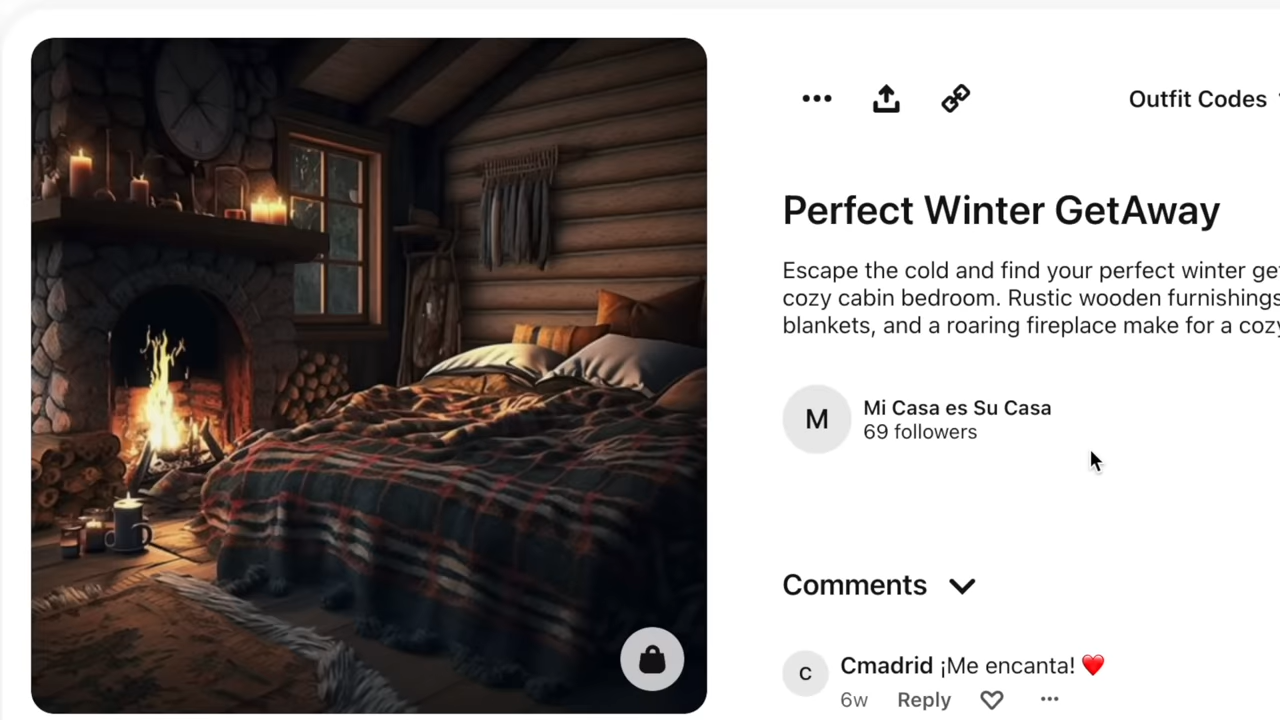 Outfit Codes
Perfect Winter GetAway
Escape the cold and find your perfect winter
cozy cabin bedroom. Rustic wooden furnishings
blankets, and a roaring fireplace make for a
M
Mi Casa es Su Casa
69 followers
Comments
C
Cmadrid ¡Me encanta! ❤️
6w Reply